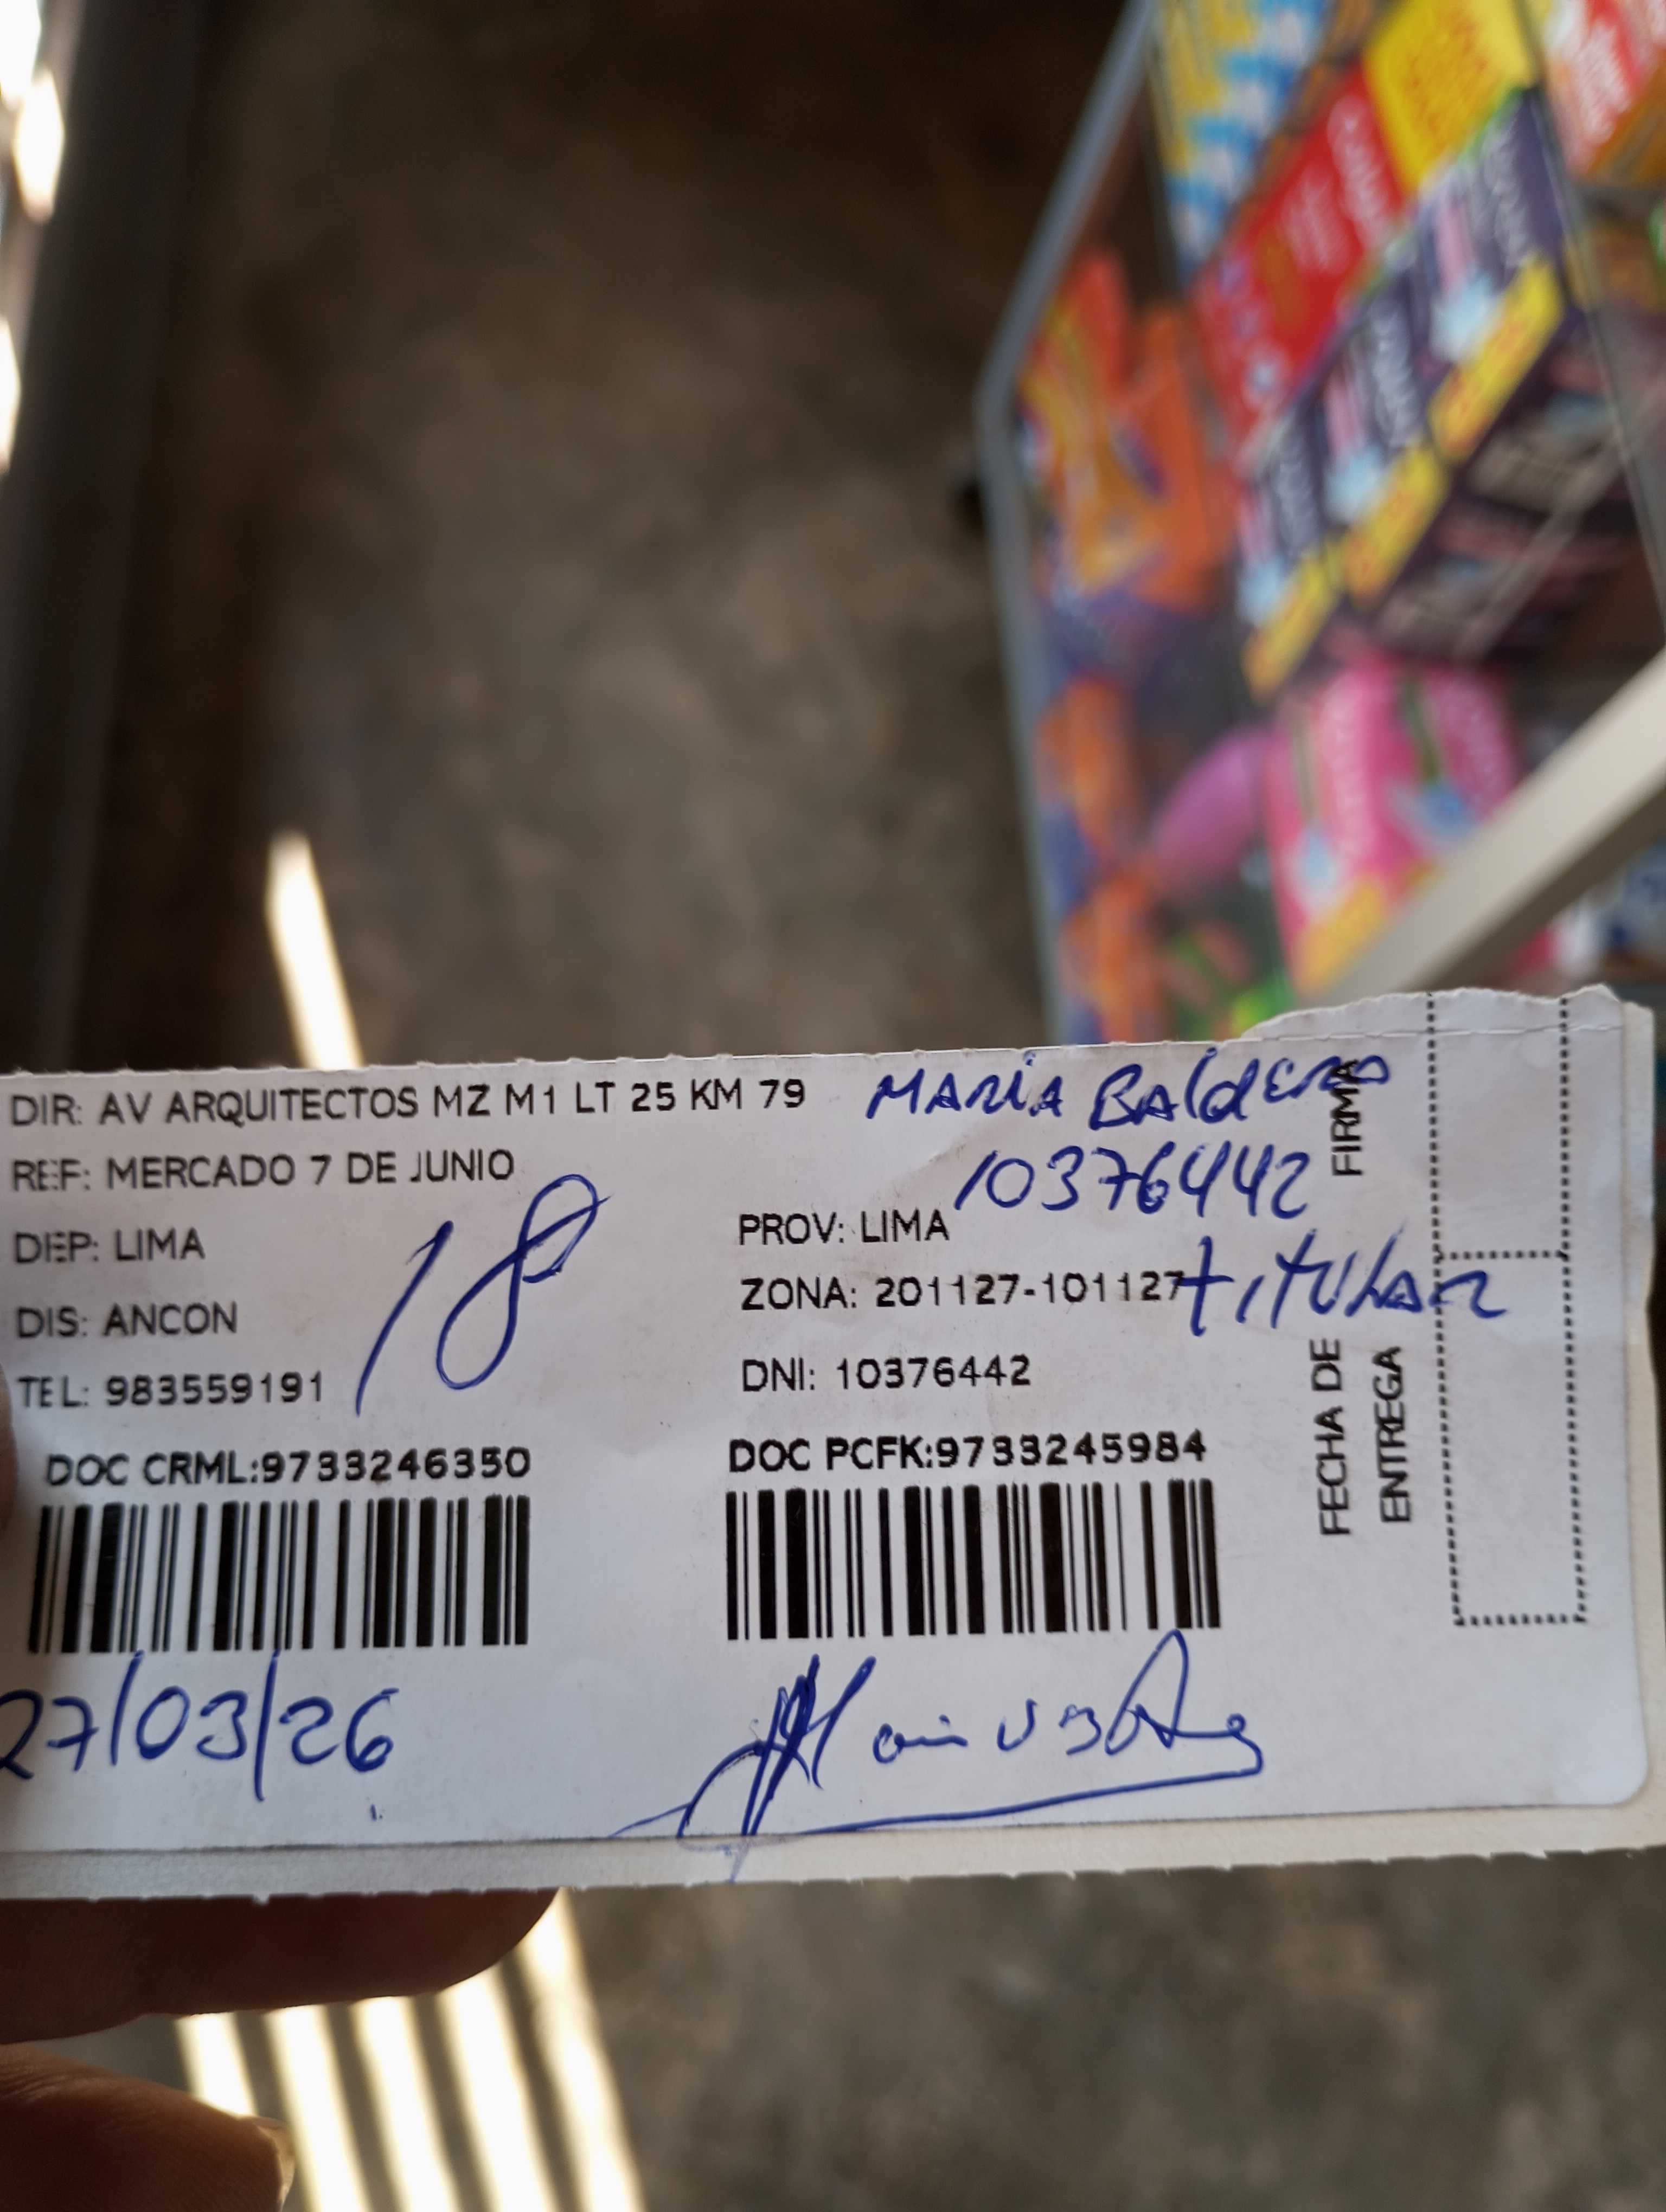 DIR: AV ARQUITECTOS MZ M1 LT 25 KM 79
MARIA BALdERA
REF: MERCADO 7 DE JUNIO
10376442
DEP: LIMA
18
PROV: LIMA
DIS: ANCON
ZONA: 201127-101127
titULAR
TEL: 983559191
DNI: 10376442
DOC CRML:9733246350
DOC PCFK:9733245984
27/03/26
FIRMA
FECHA DE
ENTREGA